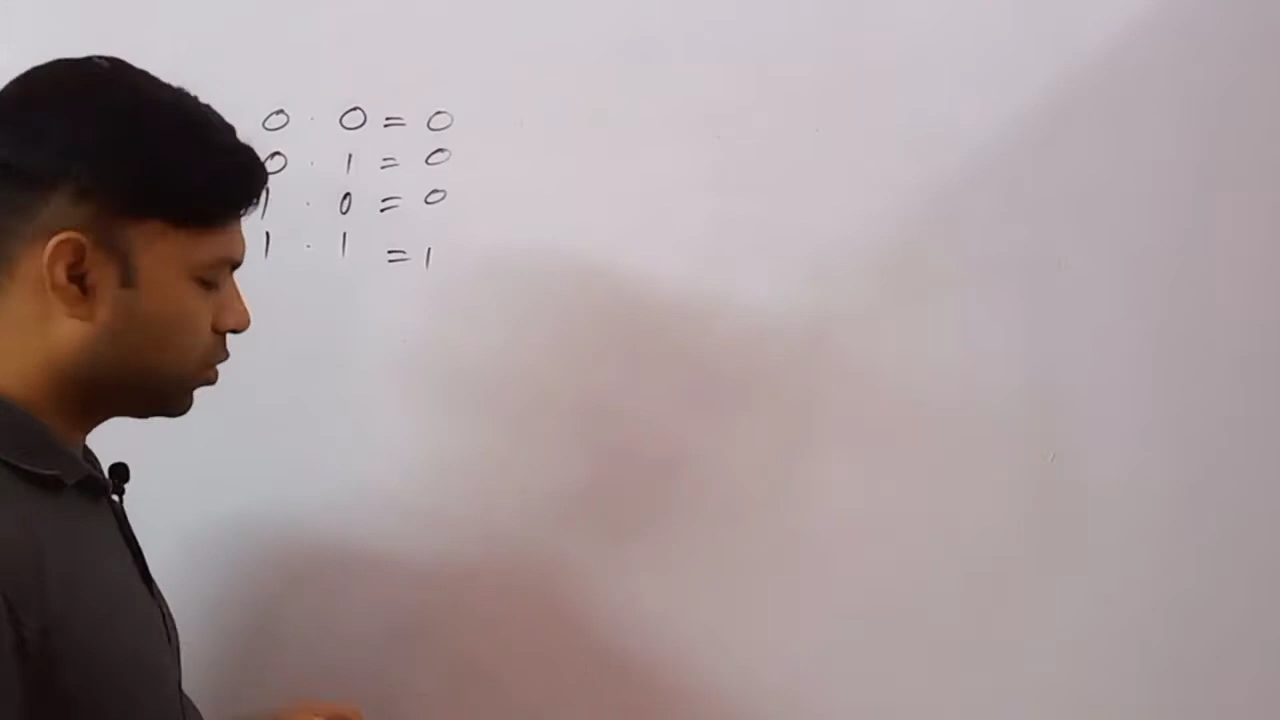 0 · 0 = 0
0 · 1 = 0
1 · 0 = 0
1 · 1 = 1